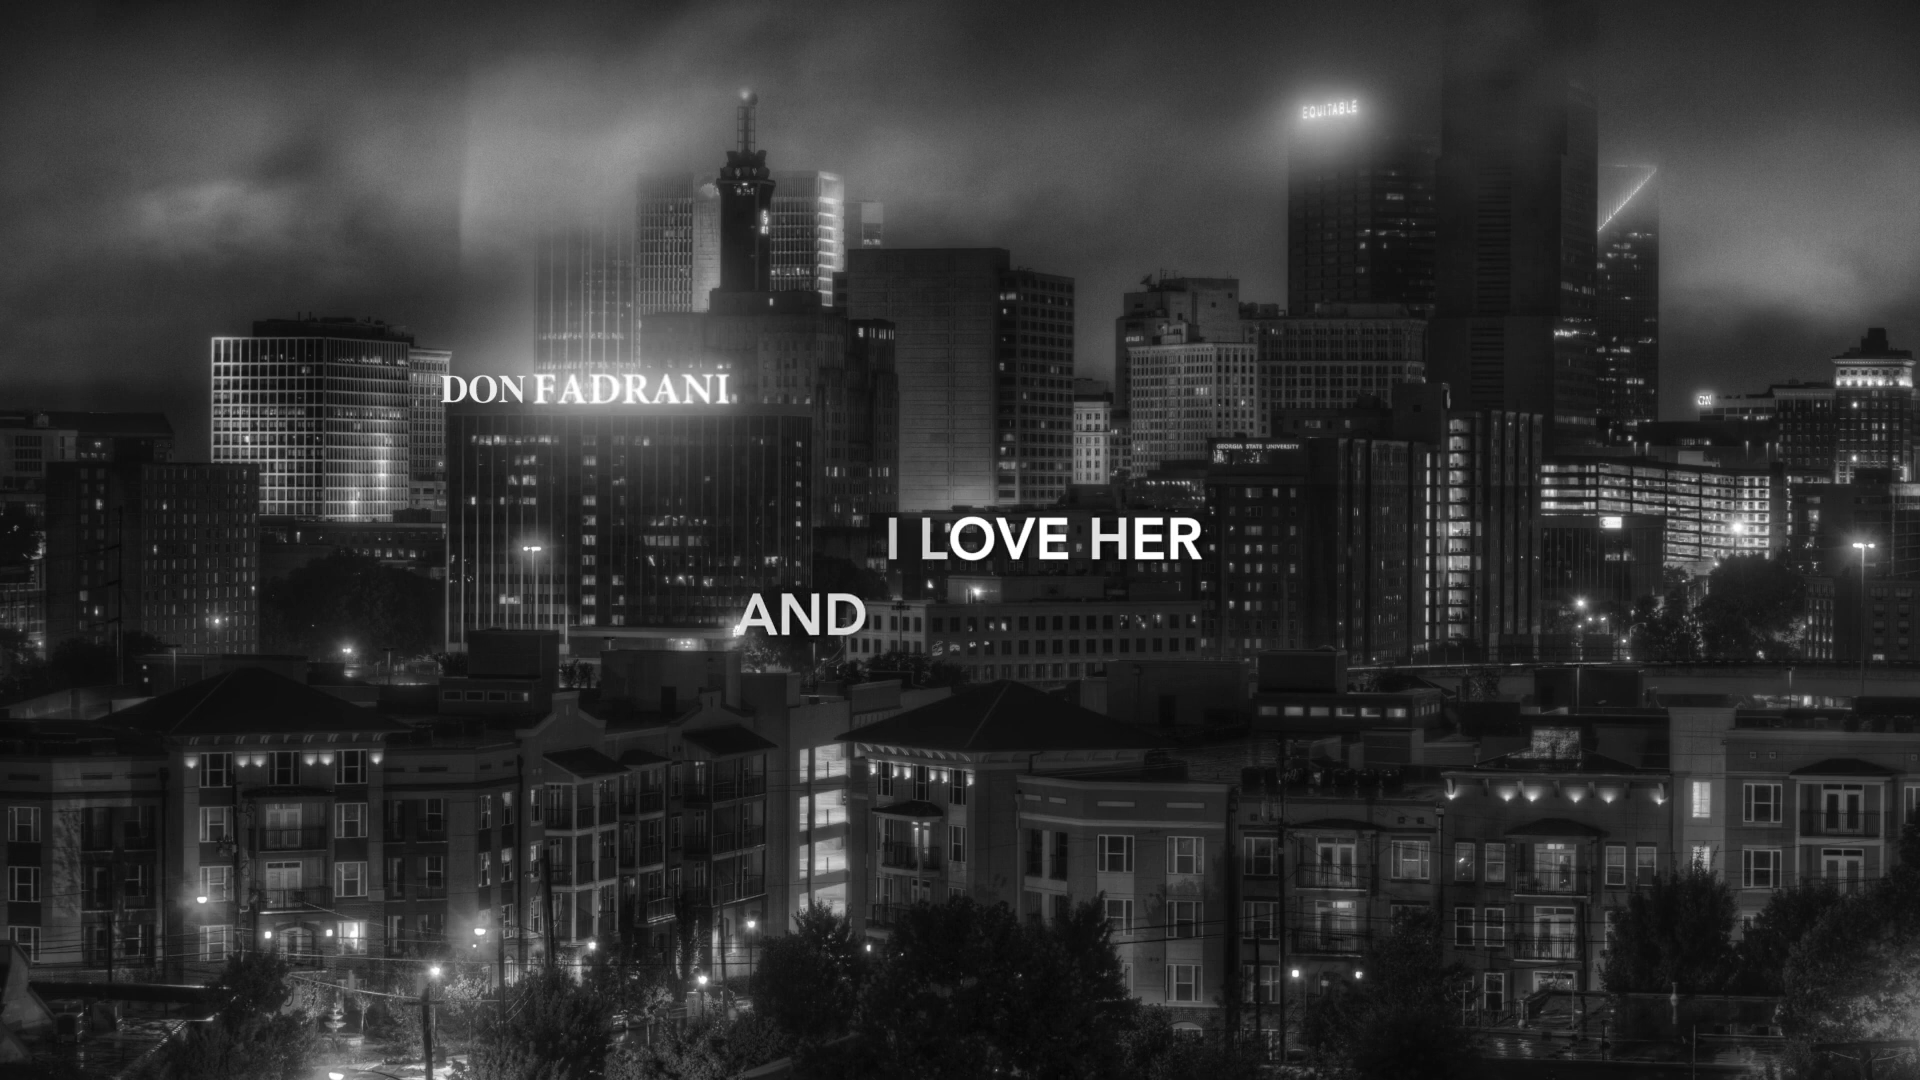 EQUITABLE
DON FADRANI
GEORGIA STATE UNIVERSITY
I LOVE HER
AND